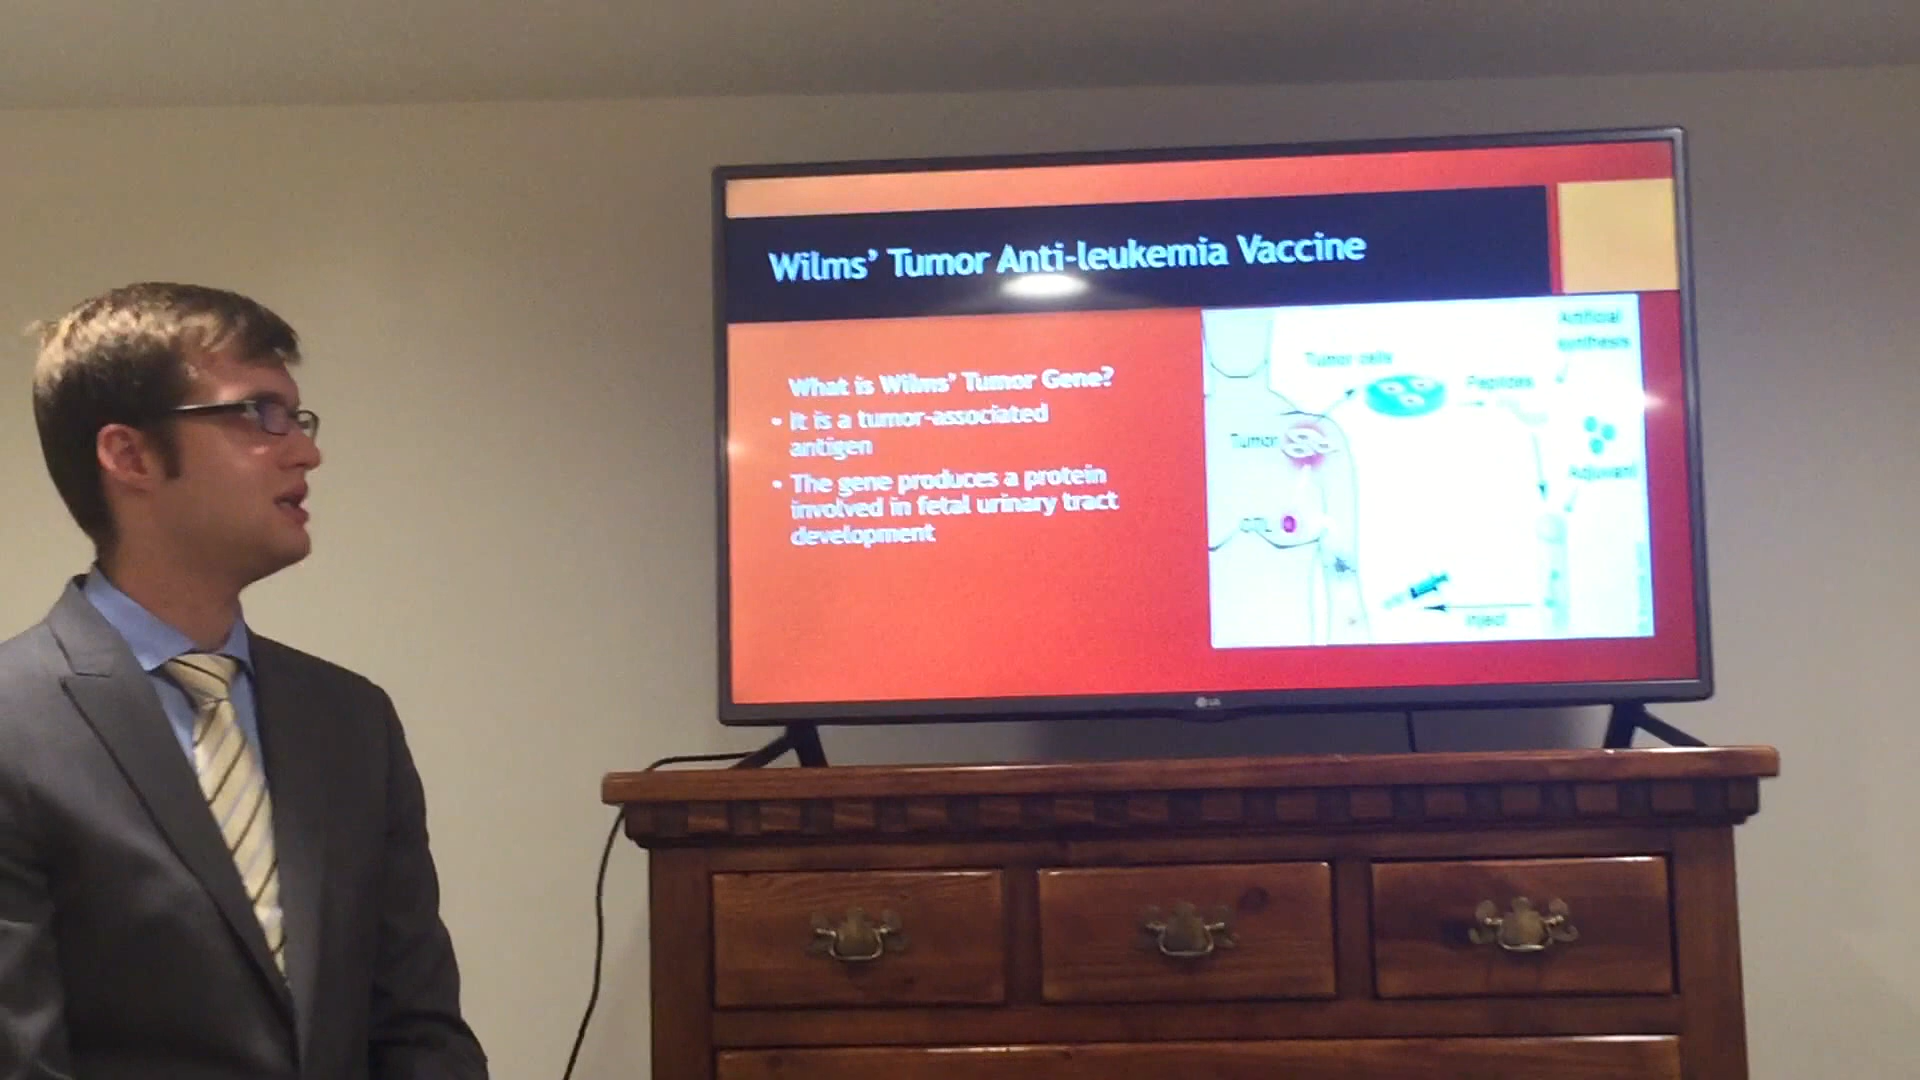 Wilms' Tumor Anti-leukemia Vaccine
What is Wilms' Tumor Gene?
• It is a tumor-associated
antigen
• The gene produces a protein
involved in fetal urinary tract
development
Artificial
synthesis
Tumor cells
Peptides
Tumor
Adjuvant
CTL
Inject
LG